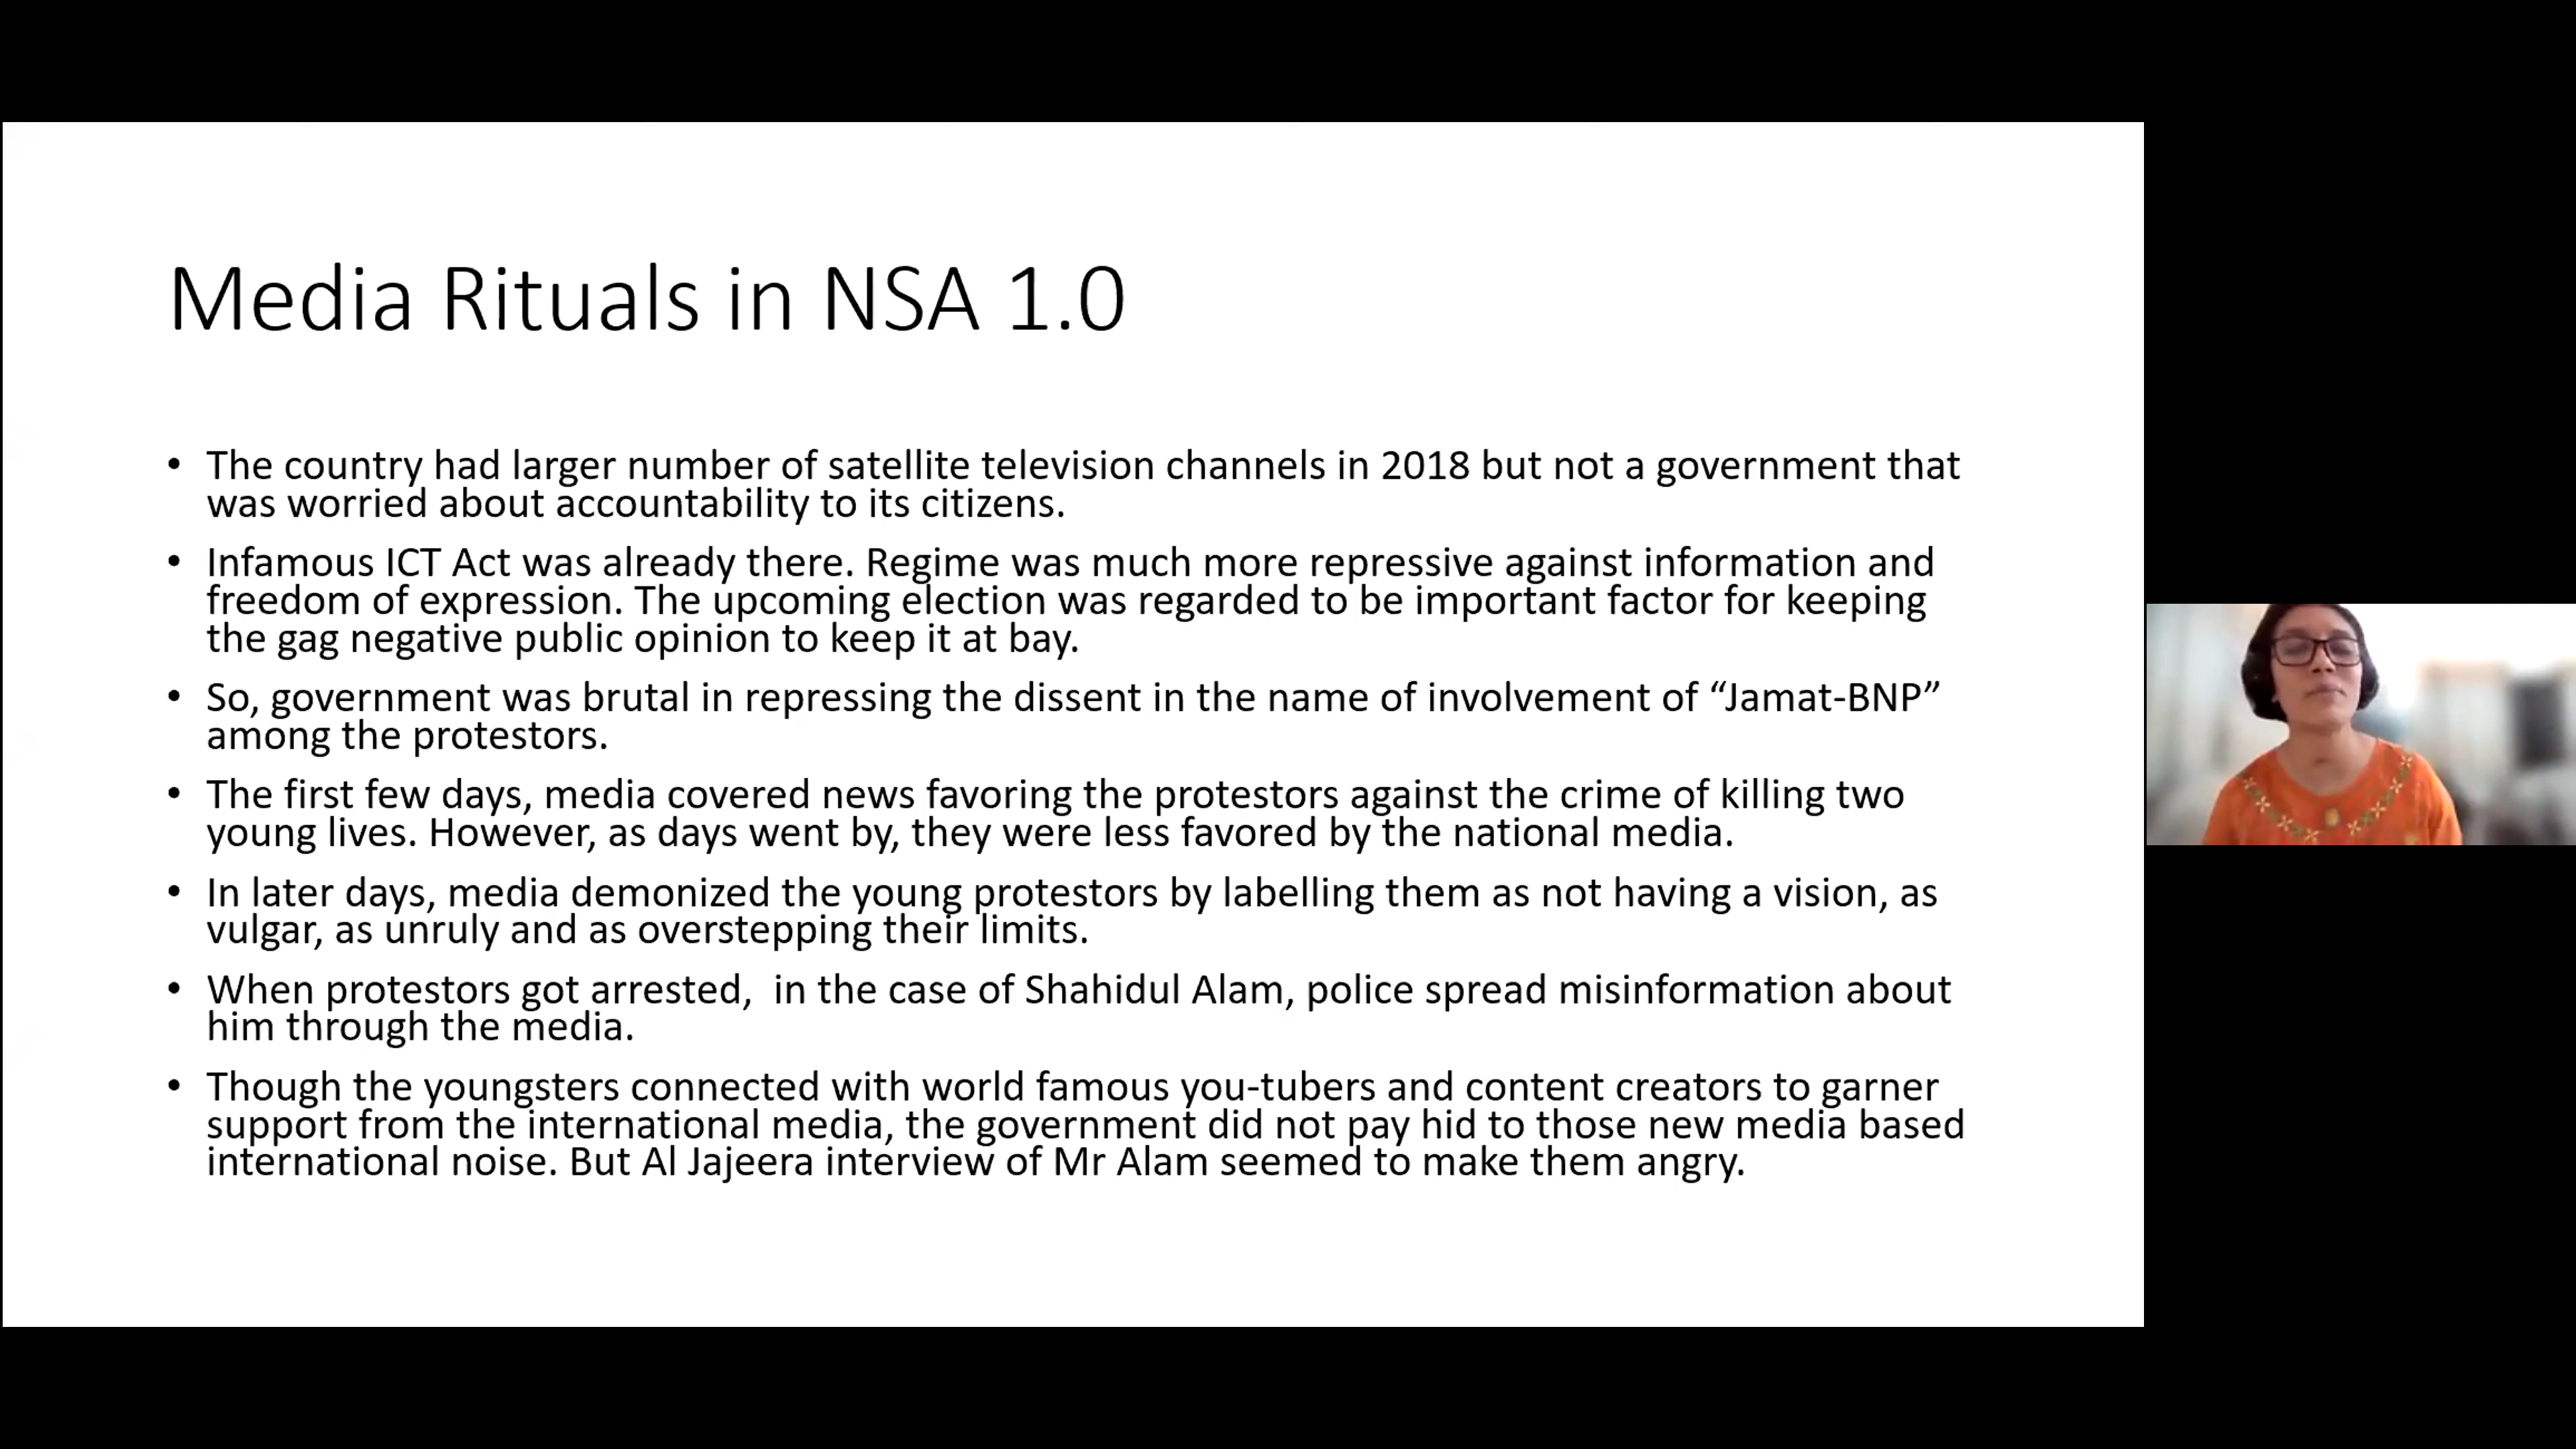 Media Rituals in NSA 1.0
• The country had larger number of satellite television channels in 2018 but not a government that
was worried about accountability to its citizens.
• Infamous ICT Act was already there. Regime was much more repressive against information and
freedom of expression. The upcoming election was regarded to be important factor for keeping
the gag negative public opinion to keep it at bay.
• So, government was brutal in repressing the dissent in the name of involvement of “Jamat-BNP”
among the protestors.
• The first few days, media covered news favoring the protestors against the crime of killing two
young lives. However, as days went by, they were less favored by the national media.
• In later days, media demonized the young protestors by labelling them as not having a vision, as
vulgar, as unruly and as overstepping their limits.
• When protestors got arrested,  in the case of Shahidul Alam, police spread misinformation about
him through the media.
• Though the youngsters connected with world famous you-tubers and content creators to garner
support from the international media, the government did not pay hid to those new media based
international noise. But Al Jajeera interview of Mr Alam seemed to make them angry.